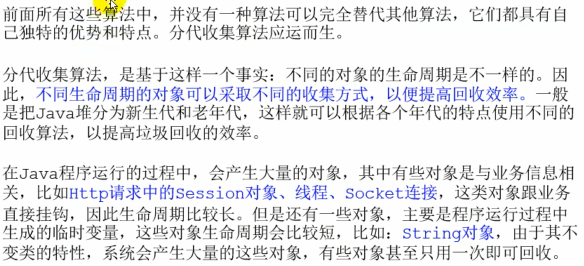 前面所有这些算法中，并没有一种算法可以完全替代其他算法，它们都具有自
己独特的优势和特点。分代收集算法应运而生。
分代收集算法，是基于这样一个事实：不同的对象的生命周期是不一样的。因
此，不同生命周期的对象可以采取不同的收集方式，以便提高回收效率。一般
是把Java堆分为新生代和老年代，这样就可以根据各个年代的特点使用不同的
回收算法，以提高垃圾回收的效率。
在Java程序运行的过程中，会产生大量的对象，其中有些对象是与业务信息相
关，比如Http请求中的Session对象、线程、Socket连接，这类对象跟业务
直接挂钩，因此生命周期比较长。但是还有一些对象，主要是程序运行过程中
生成的临时变量，这些对象生命周期会比较短，比如：String对象，由于其不
变类的特性，系统会产生大量的这些对象，有些对象甚至只用一次即可回收。